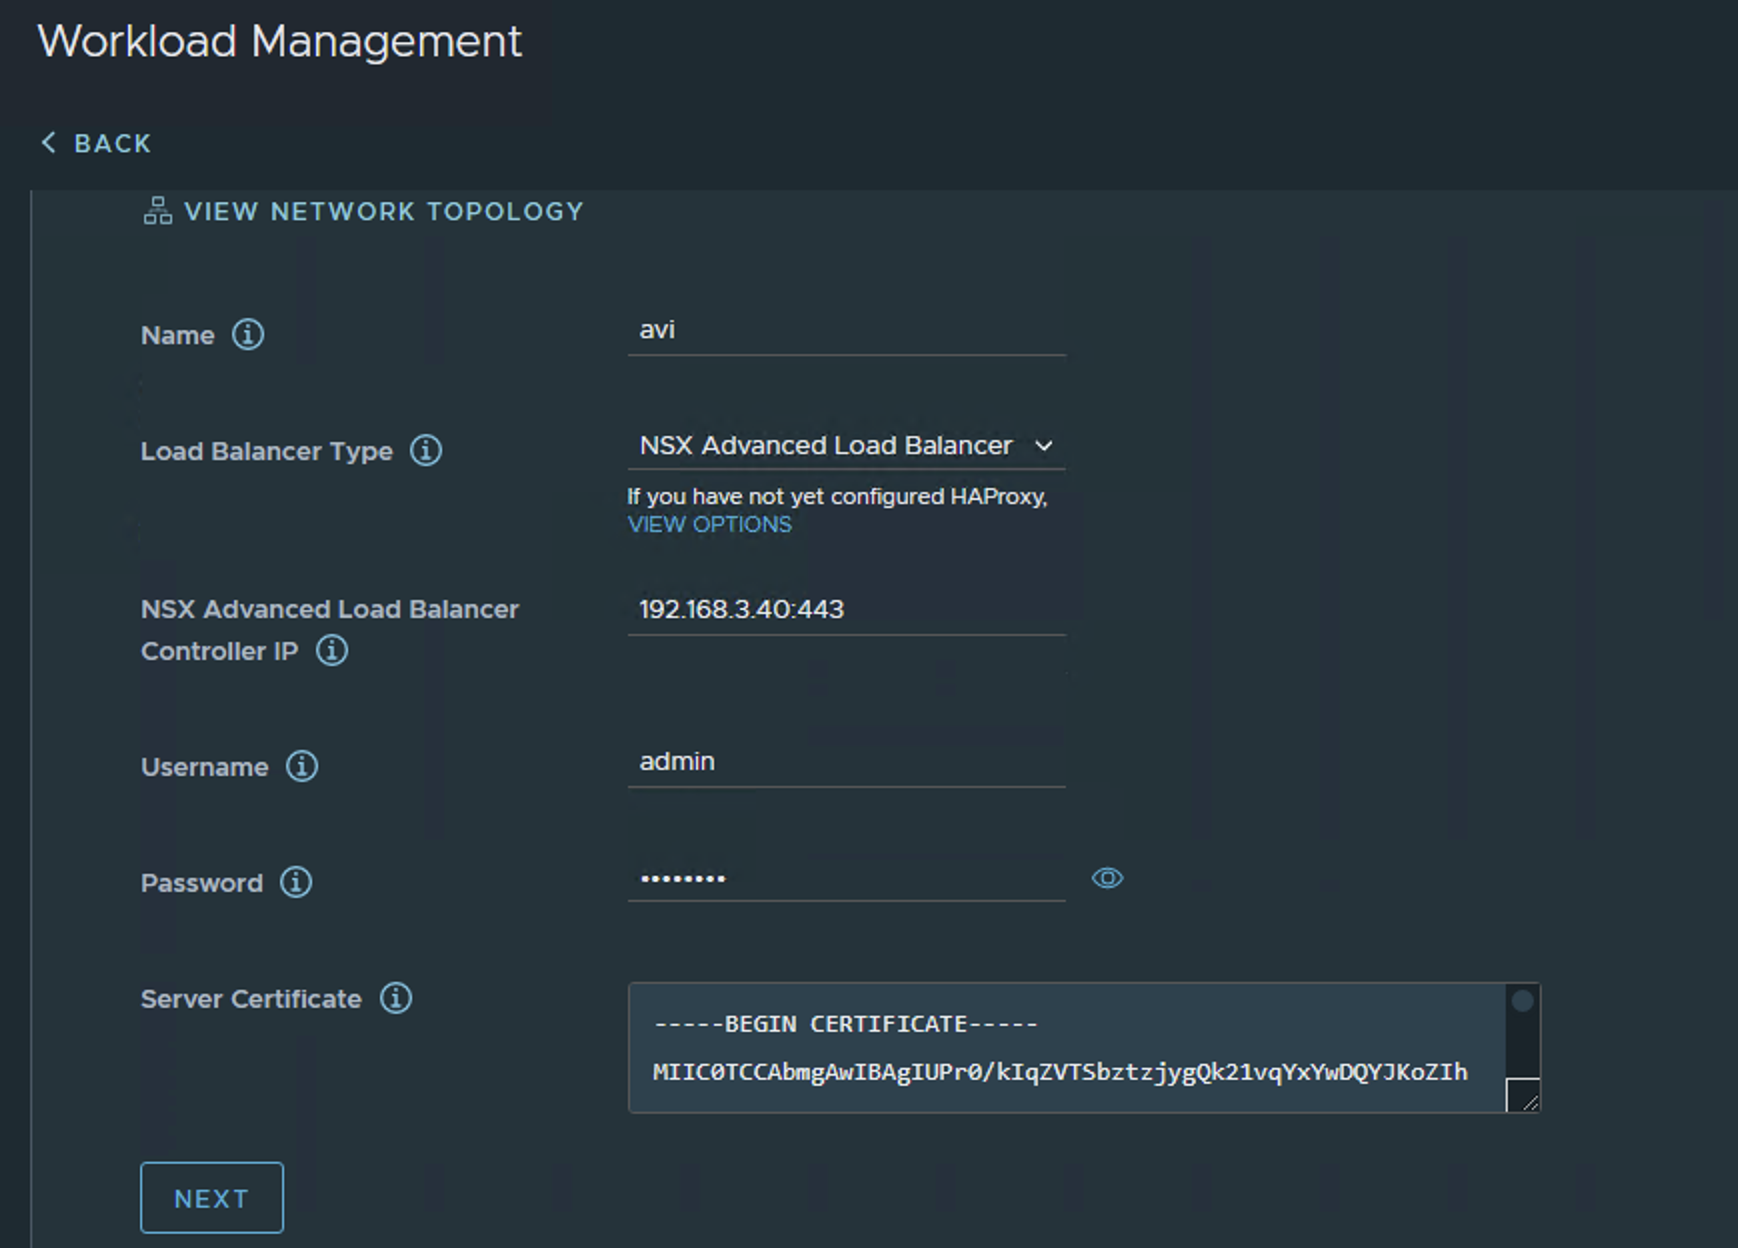 Workload Management
BACK
VIEW NETWORK TOPOLOGY
Name
avi
Load Balancer Type
NSX Advanced Load Balancer
If you have not yet configured HAProxy,
VIEW OPTIONS
NSX Advanced Load Balancer
Controller IP
192.168.3.40:443
Username
admin
Password
••••••••
Server Certificate
-----BEGIN CERTIFICATE-----
MIIC0TCCAbmgAwIBAgIUPr0/kIqZVTSbztzjygQk21vqYxYwDQYJKoZIh
NEXT